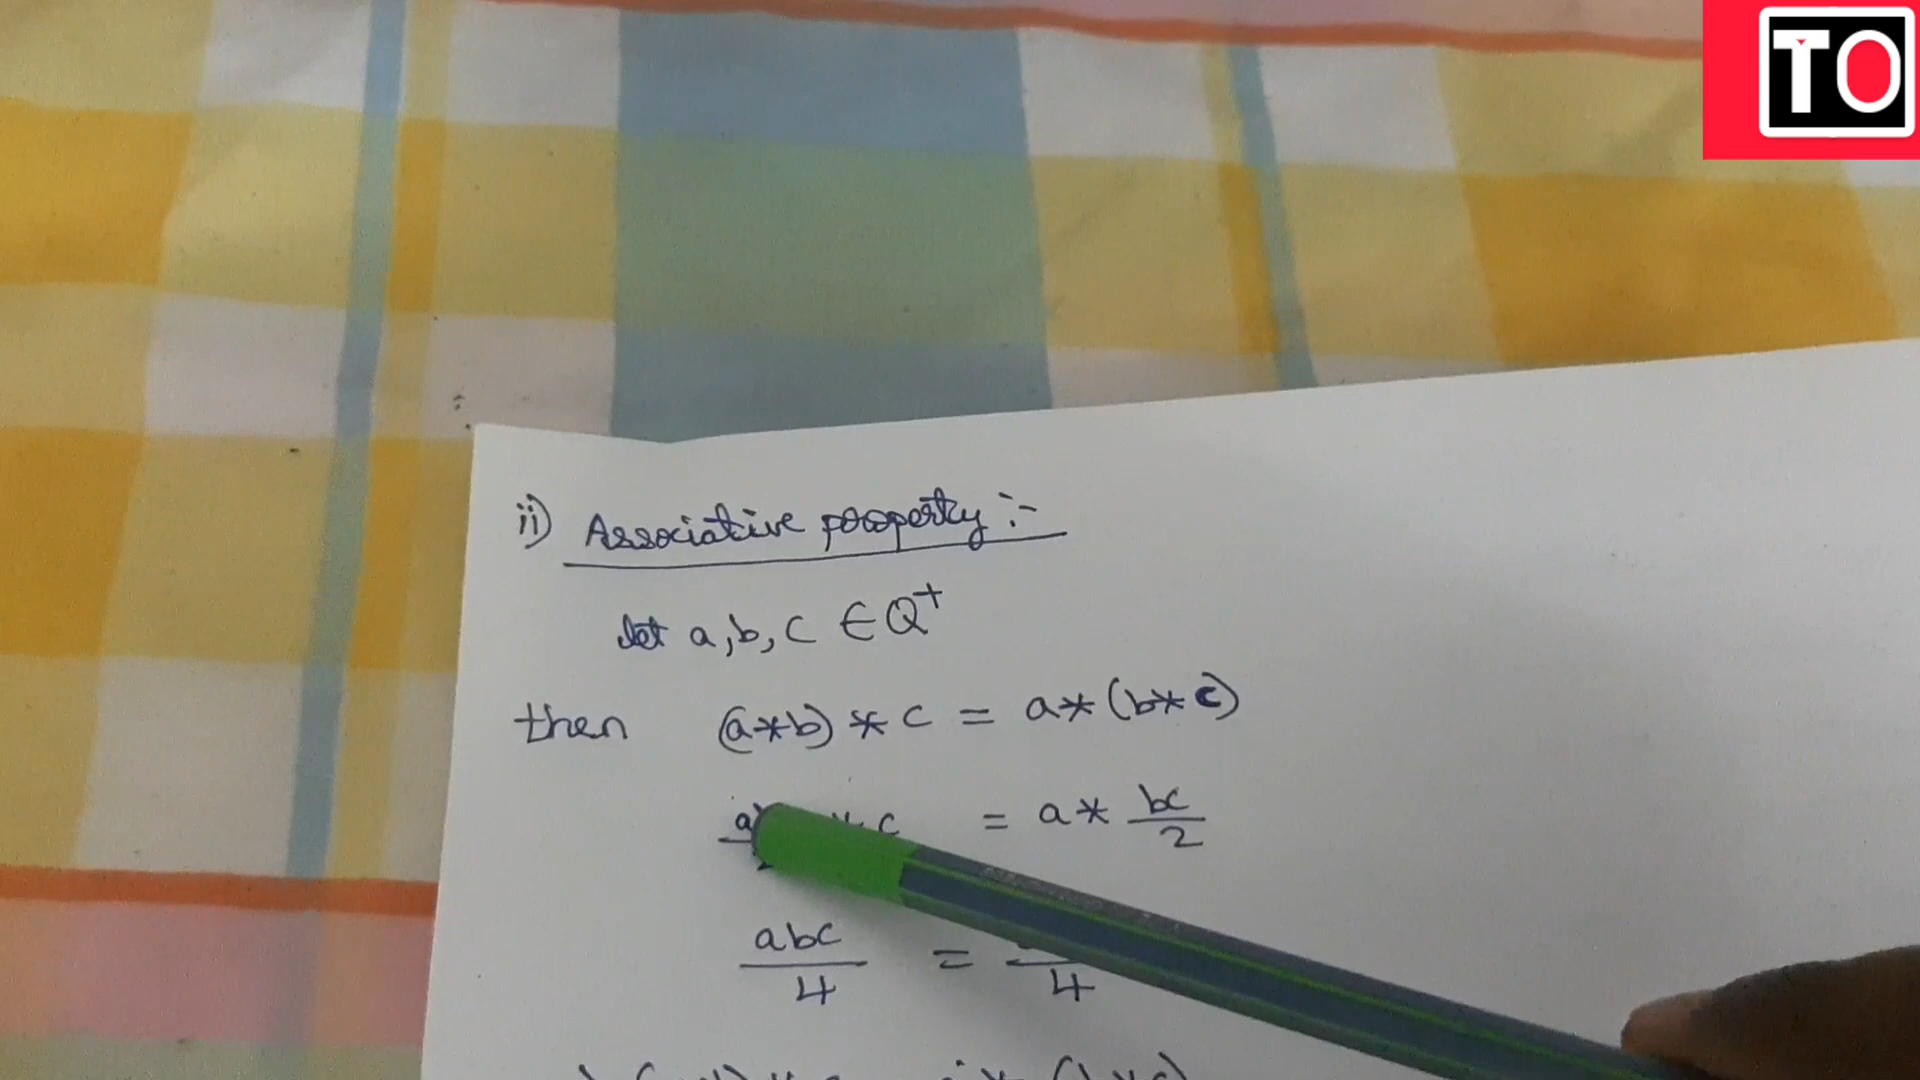 TO
ii) Associative property :-
let a, b, c ∈ Q⁺
then (a*b) * c = a* (b* c)
a * c = a * bc/2
abc/4 = /4